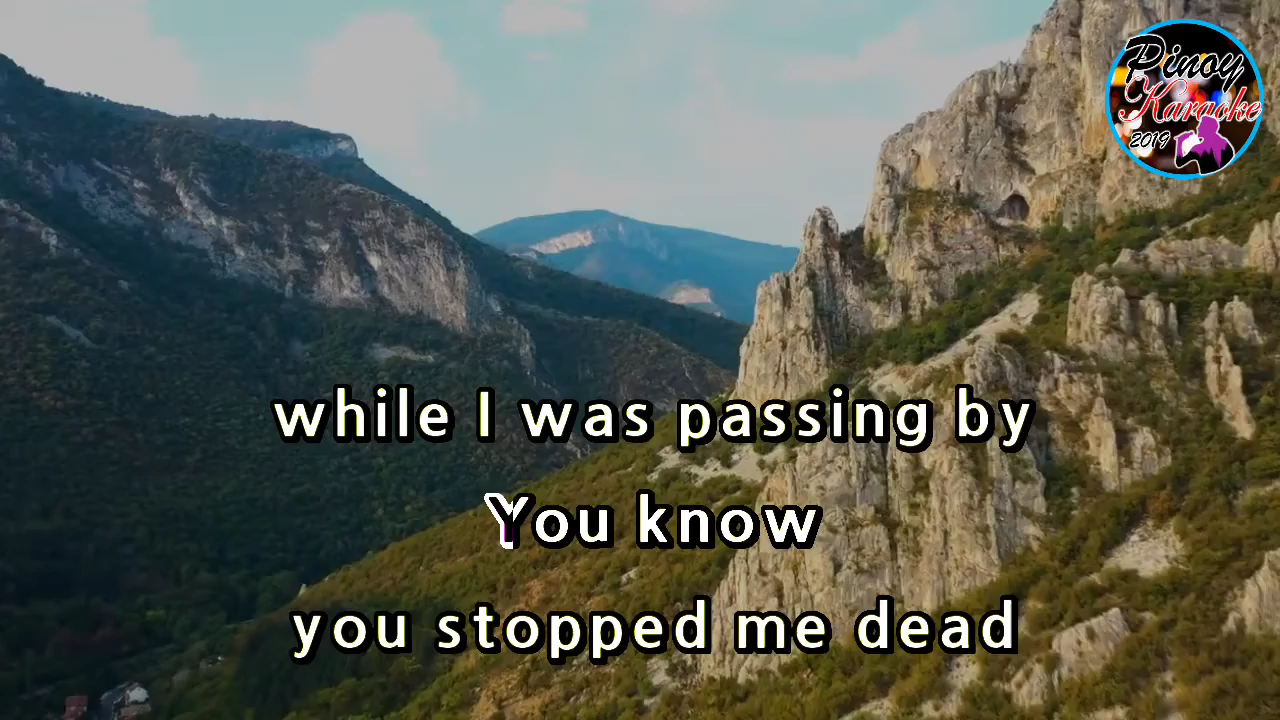 Pinoy
Karaoke
2019
while I was passing by
You know
you stopped me dead